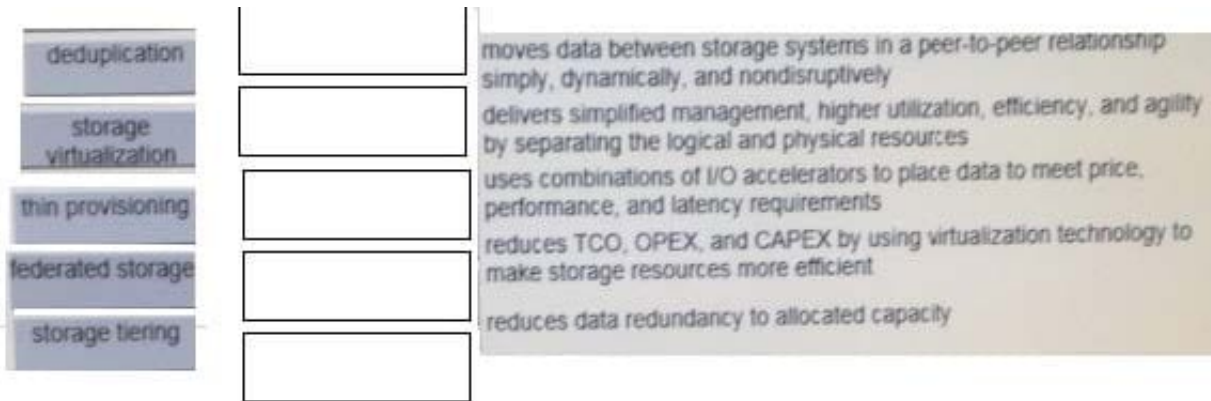 deduplication
storage
virtualization
thin provisioning
federated storage
storage tiering
moves data between storage systems in a peer-to-peer relationship
simply, dynamically, and nondisruptively
delivers simplified management, higher utilization, efficiency, and agility
by separating the logical and physical resources
uses combinations of I/O accelerators to place data to meet price,
performance, and latency requirements
reduces TCO, OPEX, and CAPEX by using virtualization technology to
make storage resources more efficient
reduces data redundancy to allocated capacity